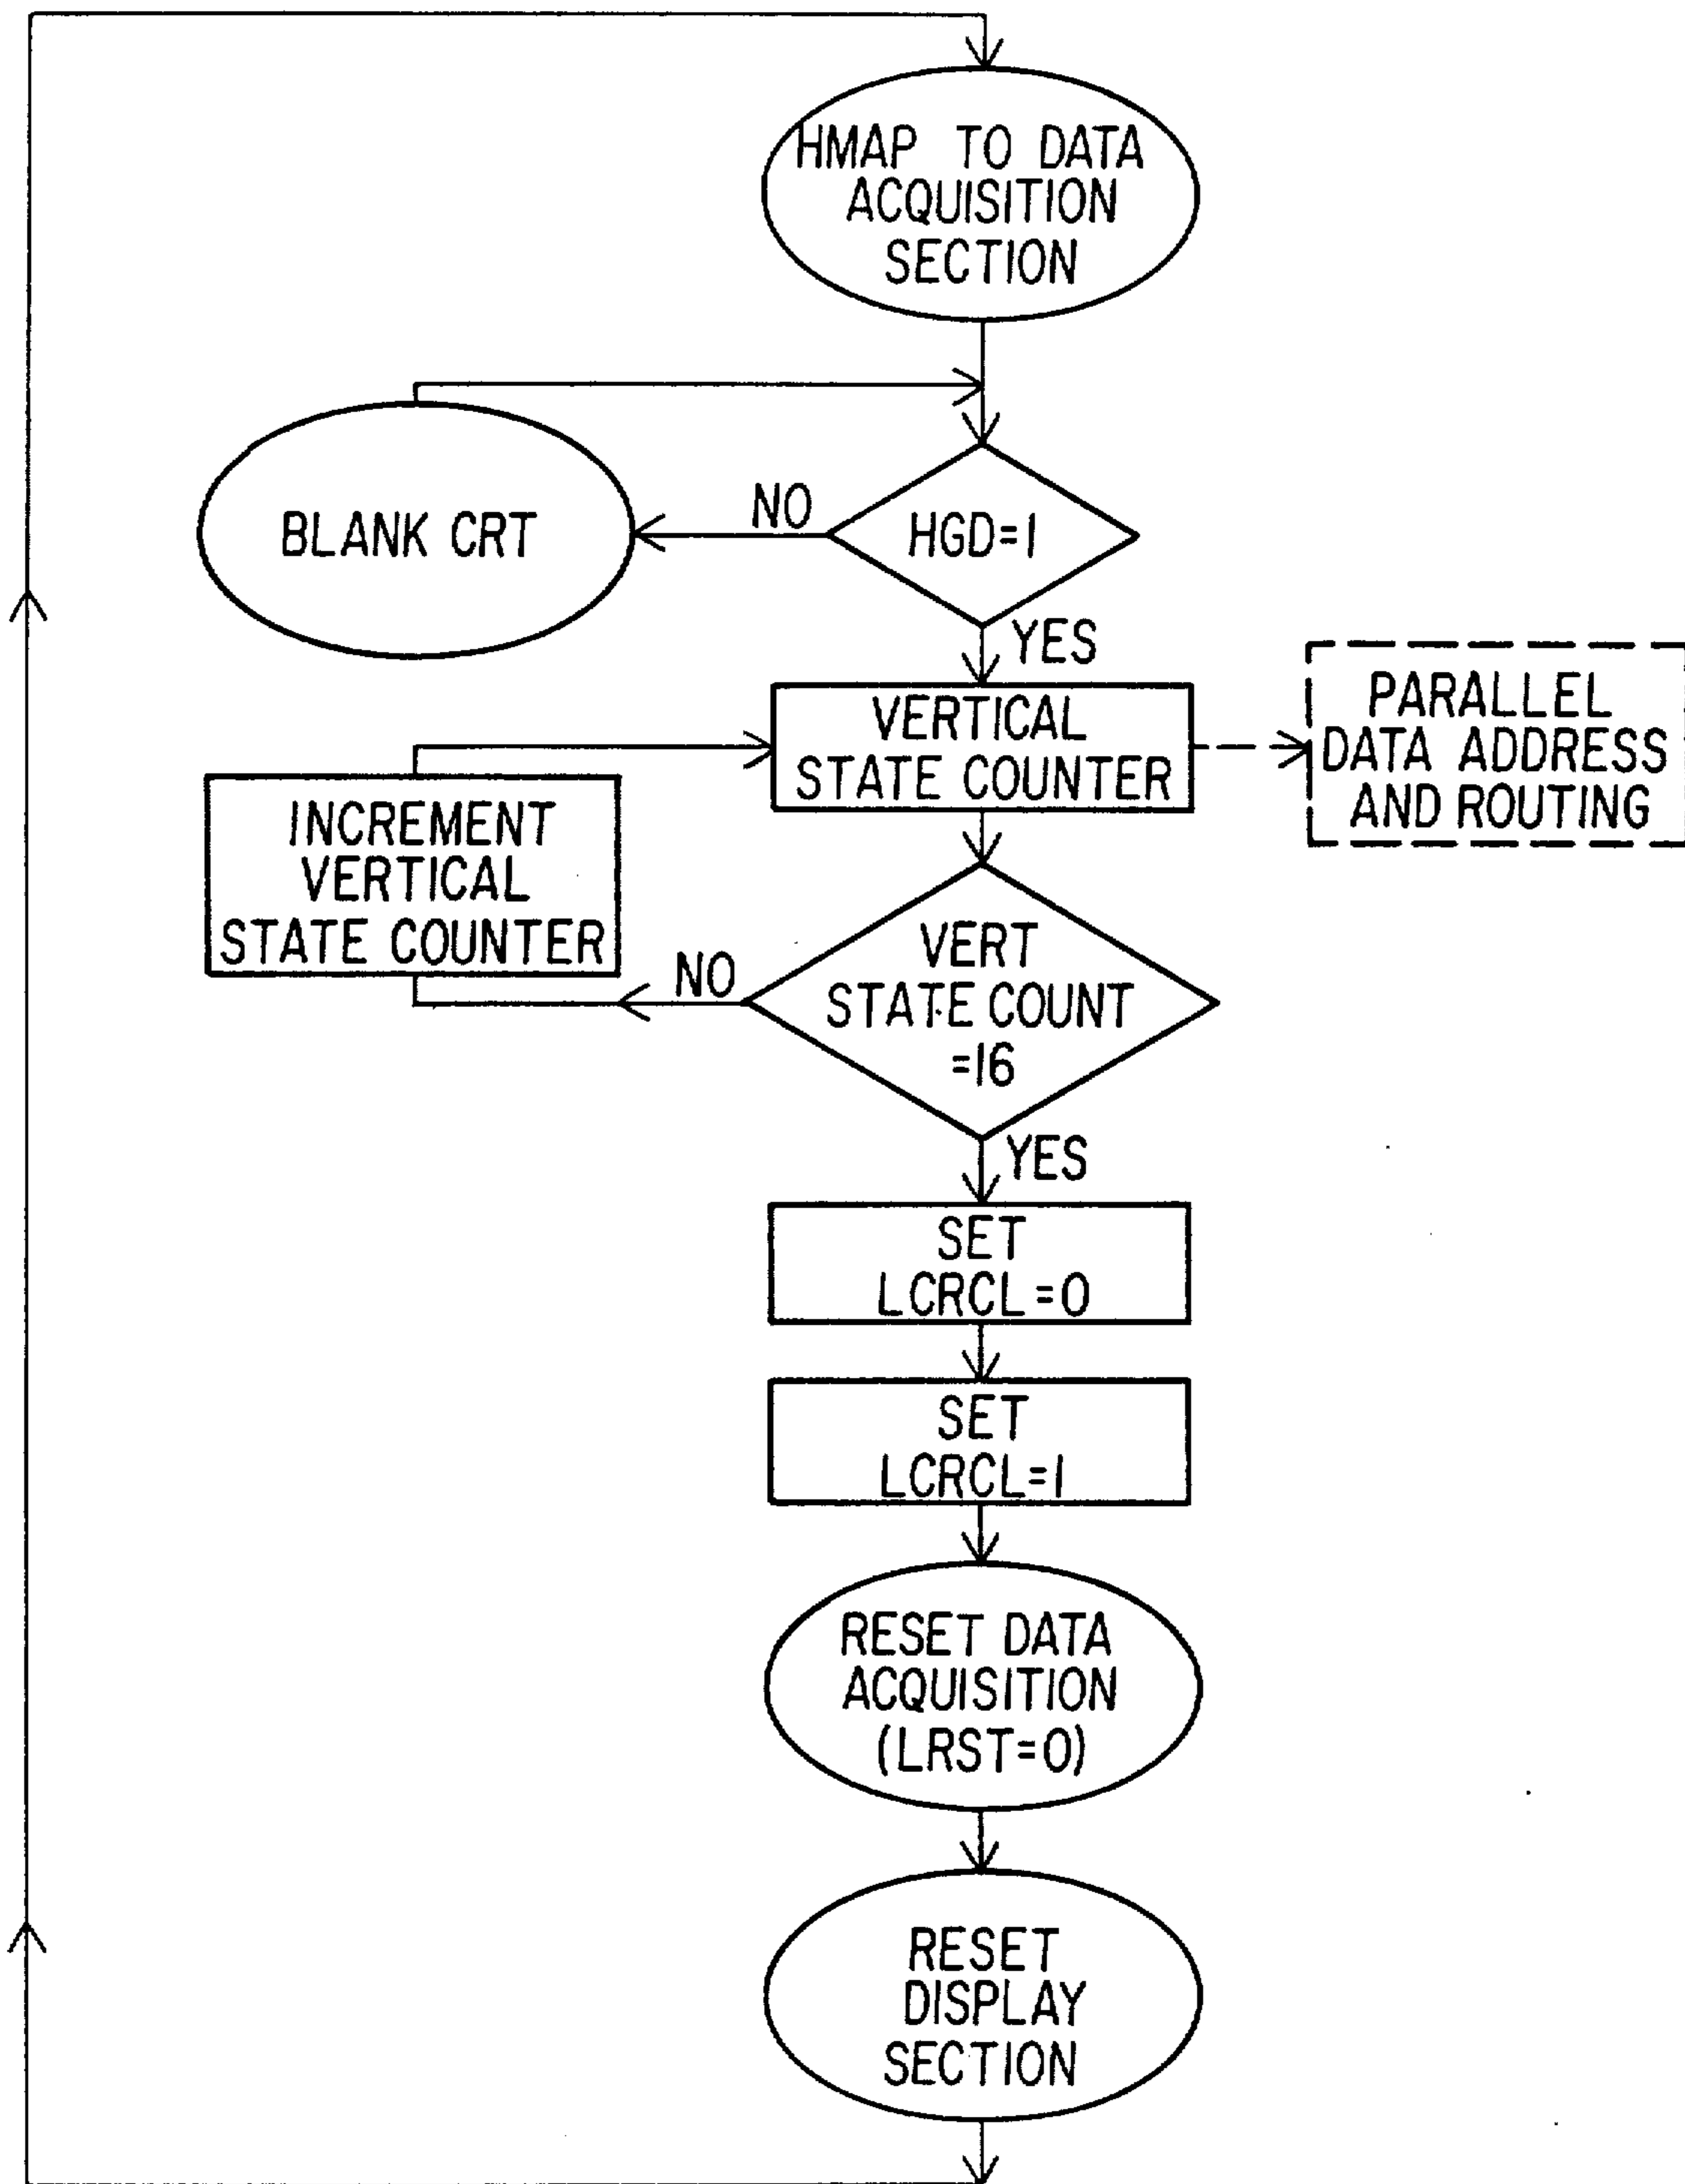 HMAP TO DATA
ACQUISITION
SECTION
BLANK CRT
NO
HGD=1
YES
VERTICAL
STATE COUNTER
PARALLEL
DATA ADDRESS
AND ROUTING
INCREMENT
VERTICAL
STATE COUNTER
NO
VERT
STATE COUNT
=16
YES
SET
LCRCL=0
SET
LCRCL=1
RESET DATA
ACQUISITION
(LRST=0)
RESET
DISPLAY
SECTION